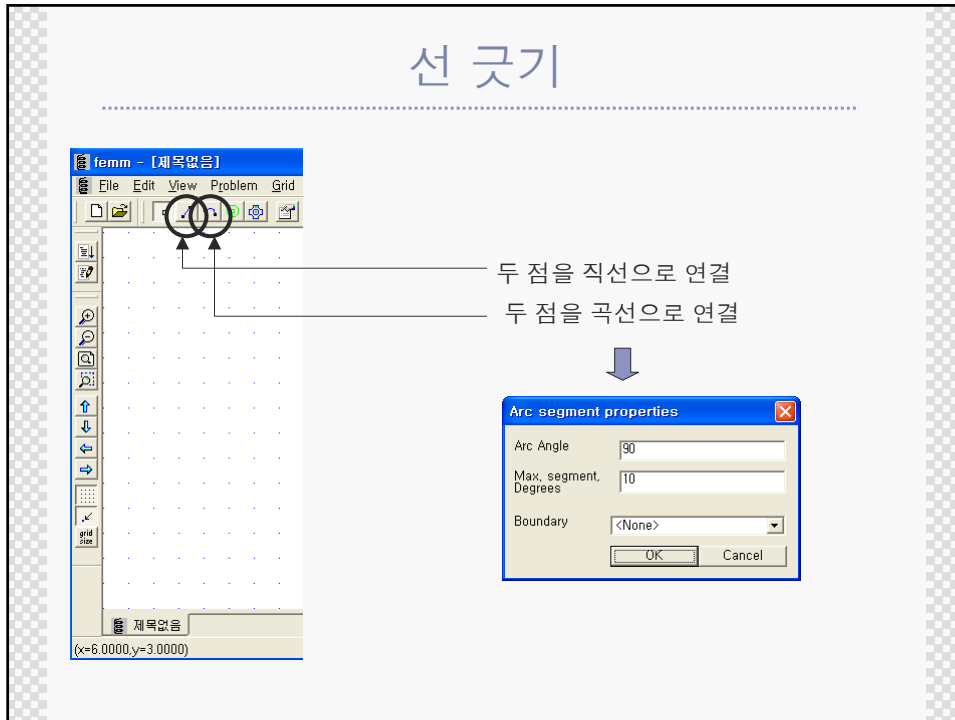 선 긋기
femm - [제목없음]
File Edit View Problem Grid
두 점을 직선으로 연결
두 점을 곡선으로 연결
grid
size
Arc segment properties
Arc Angle
90
Max, segment,
Degrees
10
Boundary
<None>
OK
Cancel
제목없음
(x=6.0000,y=3.0000)